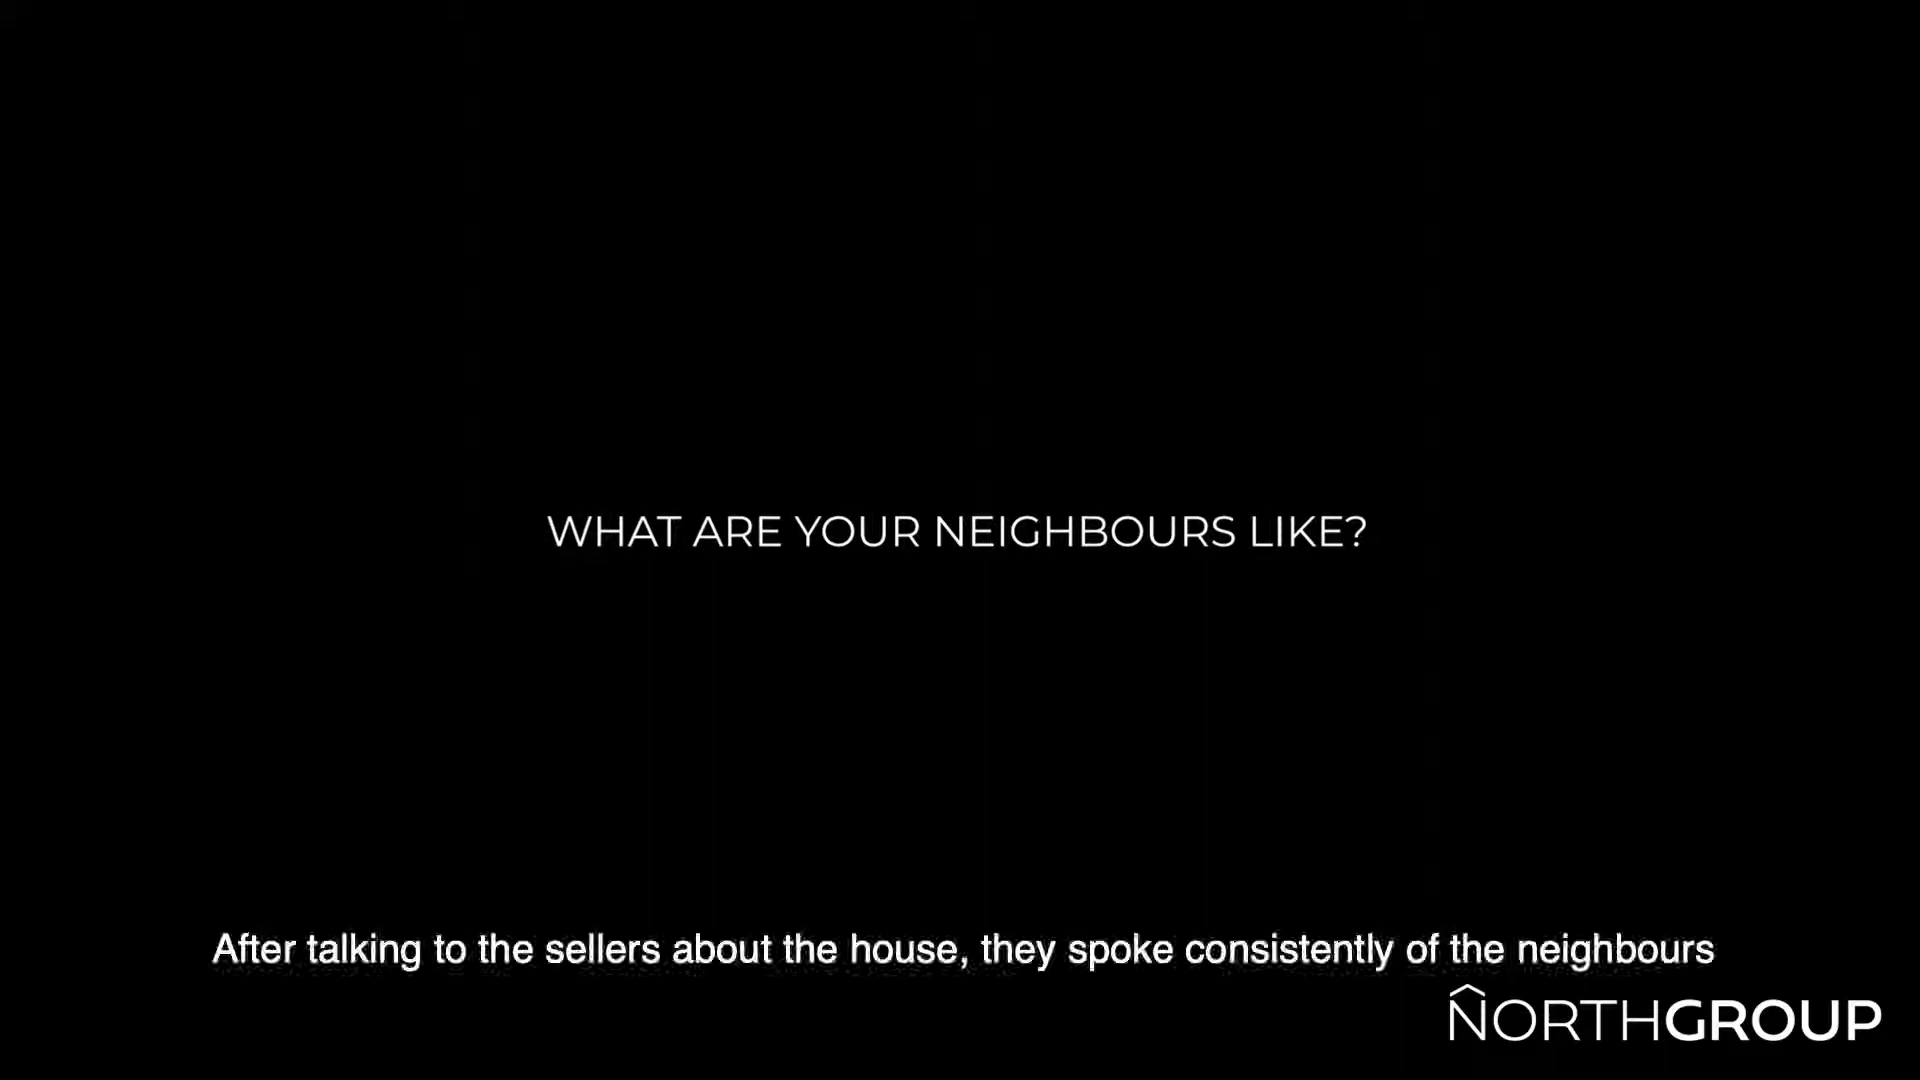 WHAT ARE YOUR NEIGHBOURS LIKE?
After talking to the sellers about the house, they spoke consistently of the neighbours
NORTHGROUP